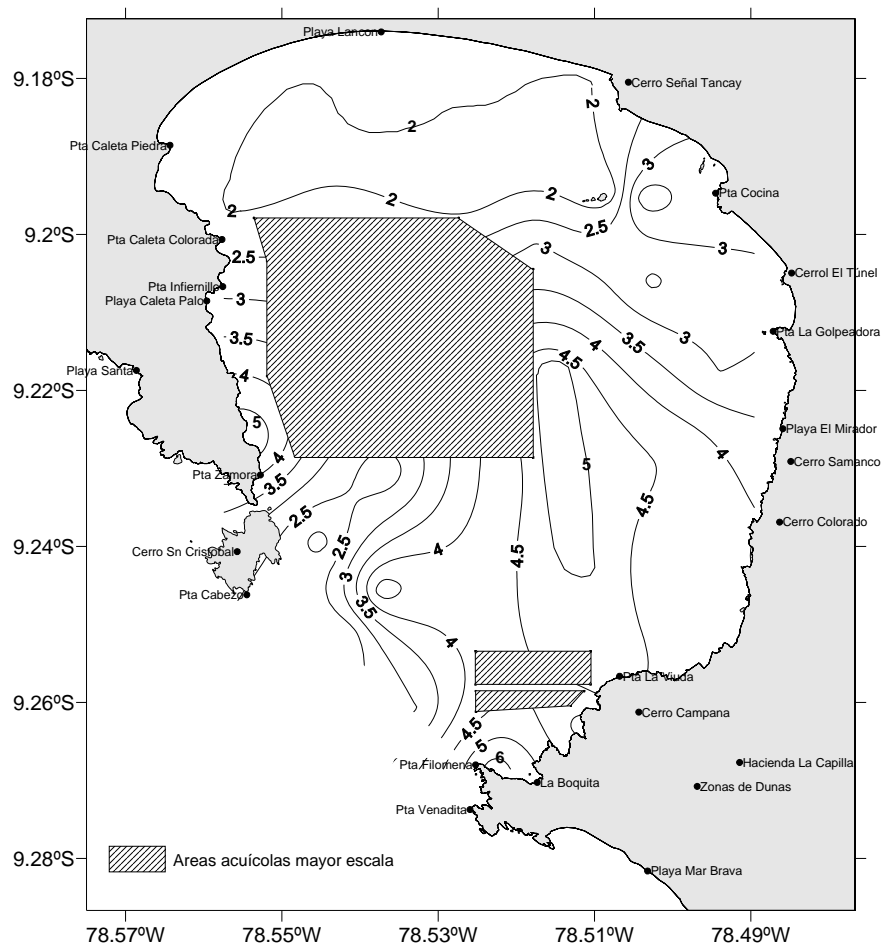 Playa Lancon
9.18ºS
Cerro Señal Tancay
2
2
3
Pta Caleta Piedra
Pta Cocina
2
2
2
2.5
9.2ºS
Pta Caleta Colorada
3
3
2.5
Cerrol El Túnel
Pta Infiernillo
3
Playa Caleta Palo
3.5
3
3.5
4
Pta La Golpeadora
4.5
9.22ºS
Playa Santa
4
5
Playa El Mirador
4
5
4
Cerro Samanco
Pta Zamora
3.5
4.5
2.5
Cerro Colorado
9.24ºS
2.5
4
4.5
Cerro Sn Cristobal
3
Pta Cabezo
3.5
4
9.26ºS
Pta La Viuda
Cerro Campana
4.5
5
6
Pta Filomena
Hacienda La Capilla
La Boquita
Zonas de Dunas
Pta Venadita
9.28ºS
Areas acuícolas mayor escala
Playa Mar Brava
78.57ºW
78.55ºW
78.53ºW
78.51ºW
78.49ºW